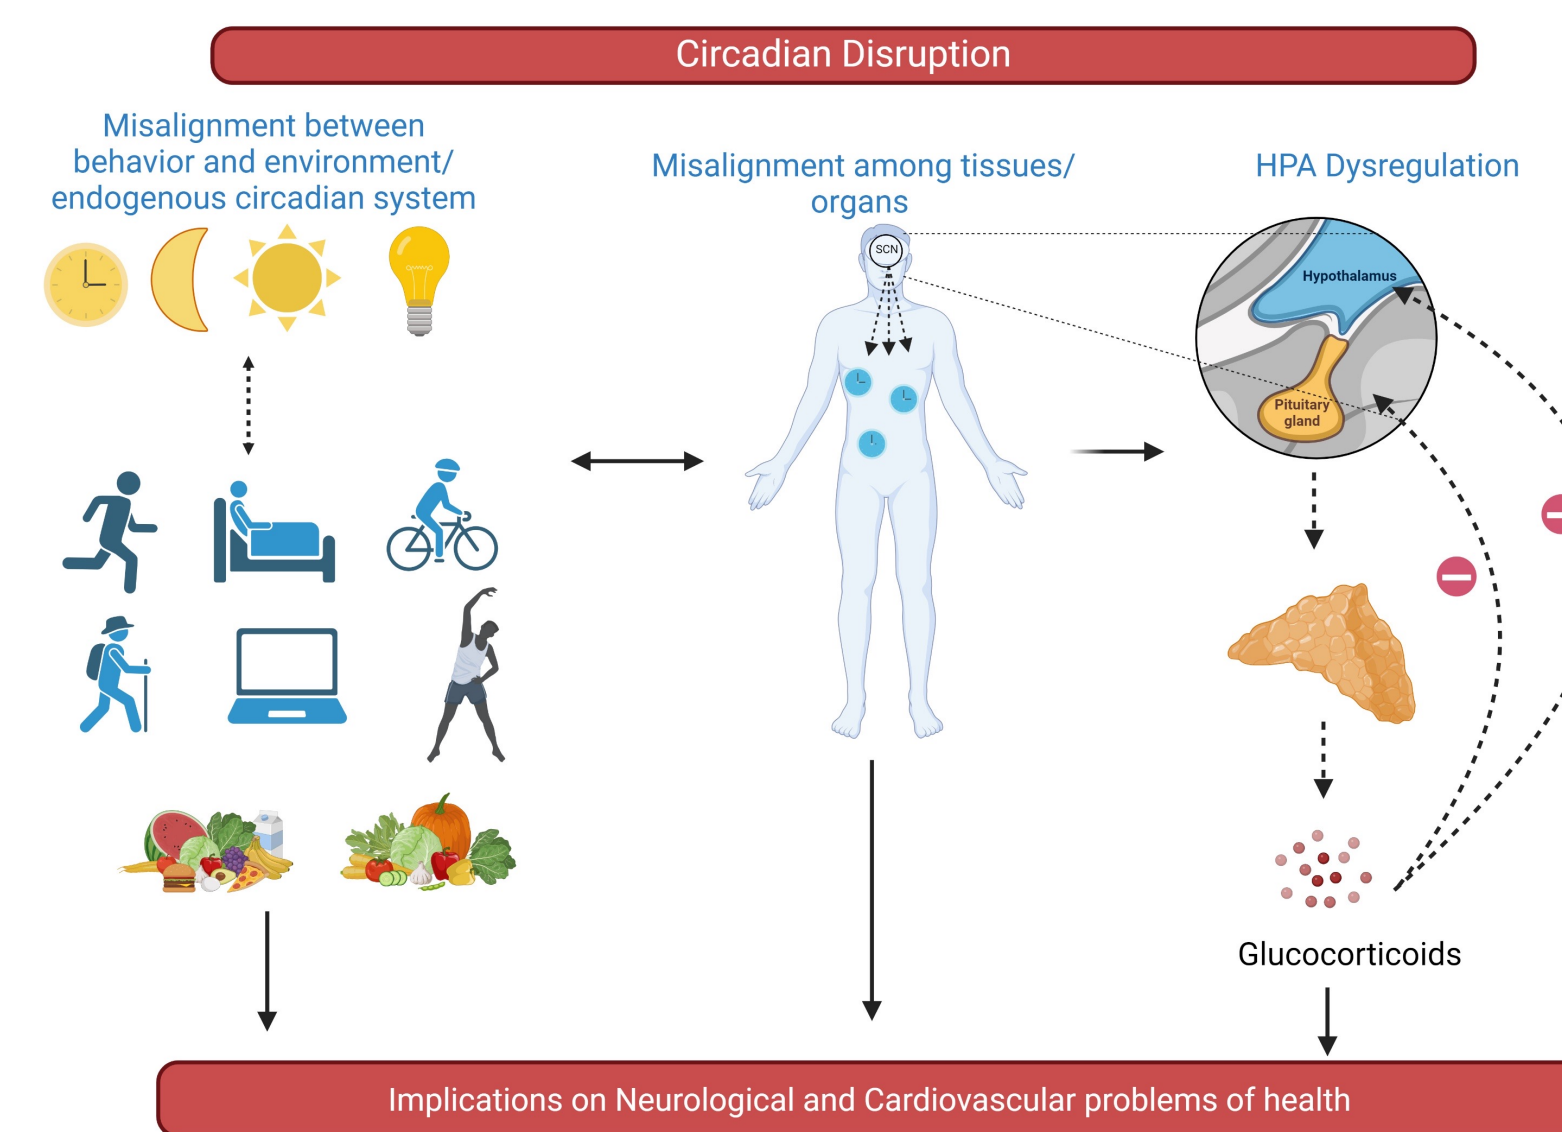 Circadian Disruption
Misalignment between
behavior and environment/
endogenous circadian system
Misalignment among tissues/
organs
HPA Dysregulation
SCN
Hypothalamus
Pituitary
gland
Glucocorticoids
Implications on Neurological and Cardiovascular problems of health